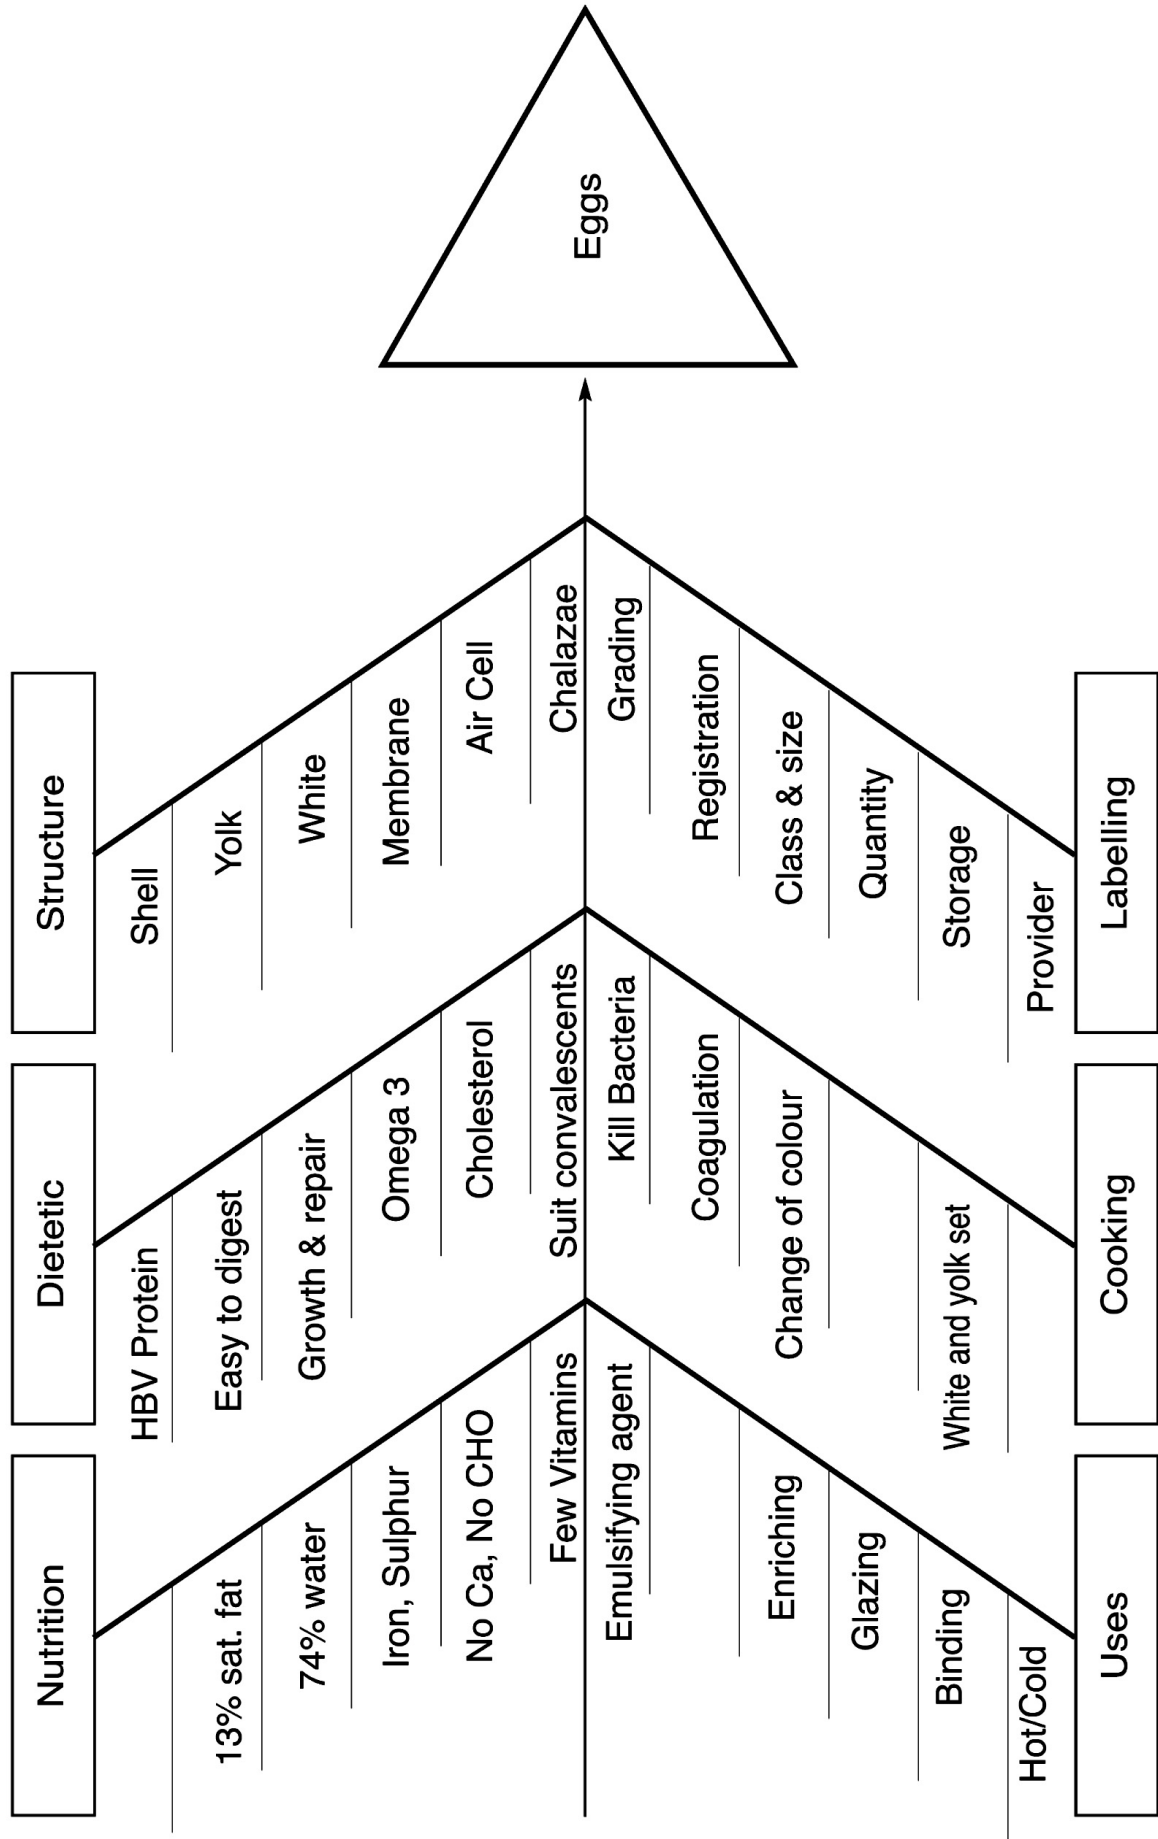 Nutrition
13% sat. fat
74% water
Iron, Sulphur
No Ca, No CHO
Few Vitamins
Dietetic
HBV Protein
Easy to digest
Growth & repair
Omega 3
Cholesterol
Suit convalescents
Structure
Shell
Yolk
White
Membrane
Air Cell
Chalazae
Eggs
Emulsifying agent
Enriching
Glazing
Binding
Hot/Cold
Uses
Kill Bacteria
Coagulation
Change of colour
White and yolk set
Cooking
Grading
Registration
Class & size
Quantity
Storage
Provider
Labelling